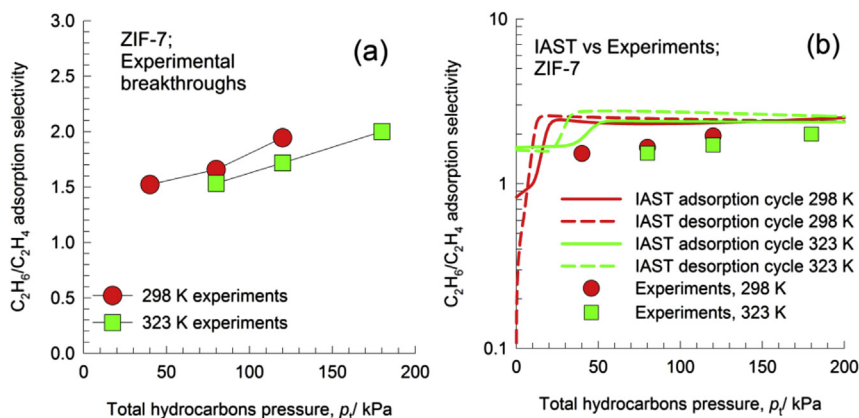 3.0
2.5
2.0
1.5
1.0
0.5
0.0
C₂H₆/C₂H₄ adsorption selectivity
ZIF-7;
Experimental
breakthroughs
(a)
298 K experiments
323 K experiments
0 50 100 150 200
Total hydrocarbons pressure, pₜ/ kPa
10
1
0.1
C₂H₆/C₂H₄ adsorption selectivity
IAST vs Experiments;
ZIF-7
(b)
IAST adsorption cycle 298 K
IAST desorption cycle 298 K
IAST adsorption cycle 323 K
IAST desorption cycle 323 K
Experiments, 298 K
Experiments, 323 K
0 50 100 150 200
Total hydrocarbons pressure, pₜ/ kPa